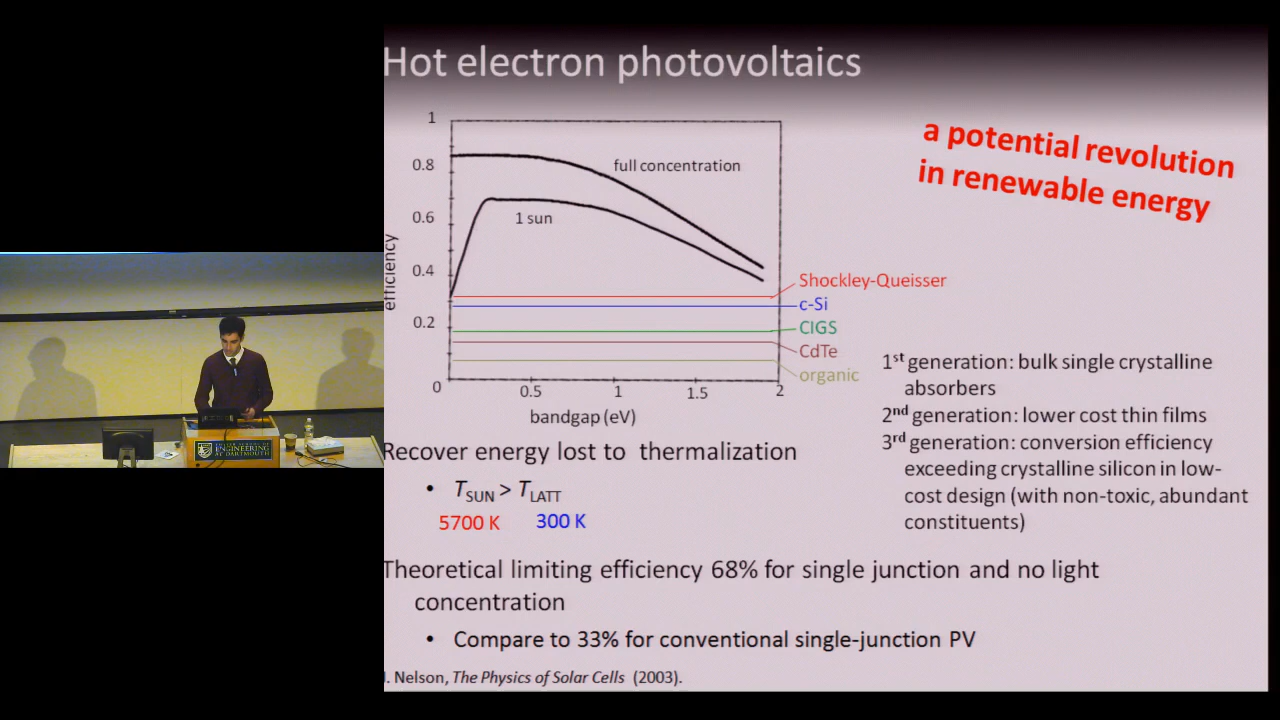 Hot electron photovoltaics
a potential revolution
in renewable energy
1
0.8
0.6
0.4
0.2
0
efficiency
full concentration
1 sun
0.5
1
1.5
2
bandgap (eV)
Shockley-Queisser
c-Si
CIGS
CdTe
organic
1st generation: bulk single crystalline
absorbers
2nd generation: lower cost thin films
3rd generation: conversion efficiency
exceeding crystalline silicon in low-
cost design (with non-toxic, abundant
constituents)
Recover energy lost to thermalization
• TSUN > TLATT
5700 K 300 K
Theoretical limiting efficiency 68% for single junction and no light
concentration
• Compare to 33% for conventional single-junction PV
. Nelson, The Physics of Solar Cells (2003).
ENGINEERING
AT DARTMOUTH